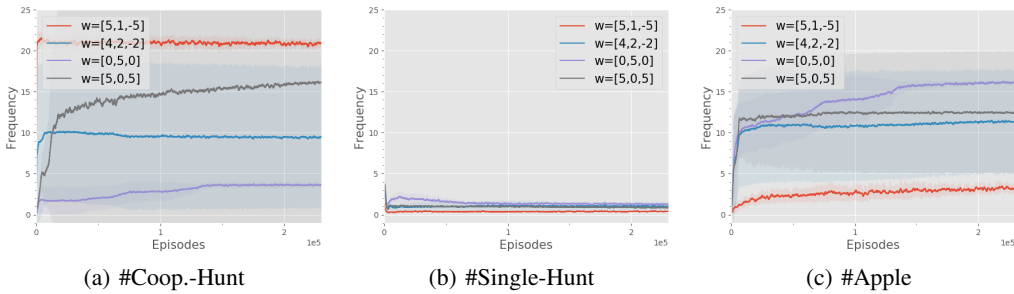 w=[5,1,-5]
w=[4,2,-2]
w=[0,5,0]
w=[5,0,5]
Frequency
25
20
15
10
5
0
0
1
2
1e5
Episodes
(a) #Coop.-Hunt
w=[5,1,-5]
w=[4,2,-2]
w=[0,5,0]
w=[5,0,5]
Frequency
25
20
15
10
5
0
0
1
2
1e5
Episodes
(b) #Single-Hunt
w=[5,1,-5]
w=[4,2,-2]
w=[0,5,0]
w=[5,0,5]
Frequency
25
20
15
10
5
0
0
1
2
1e5
Episodes
(c) #Apple